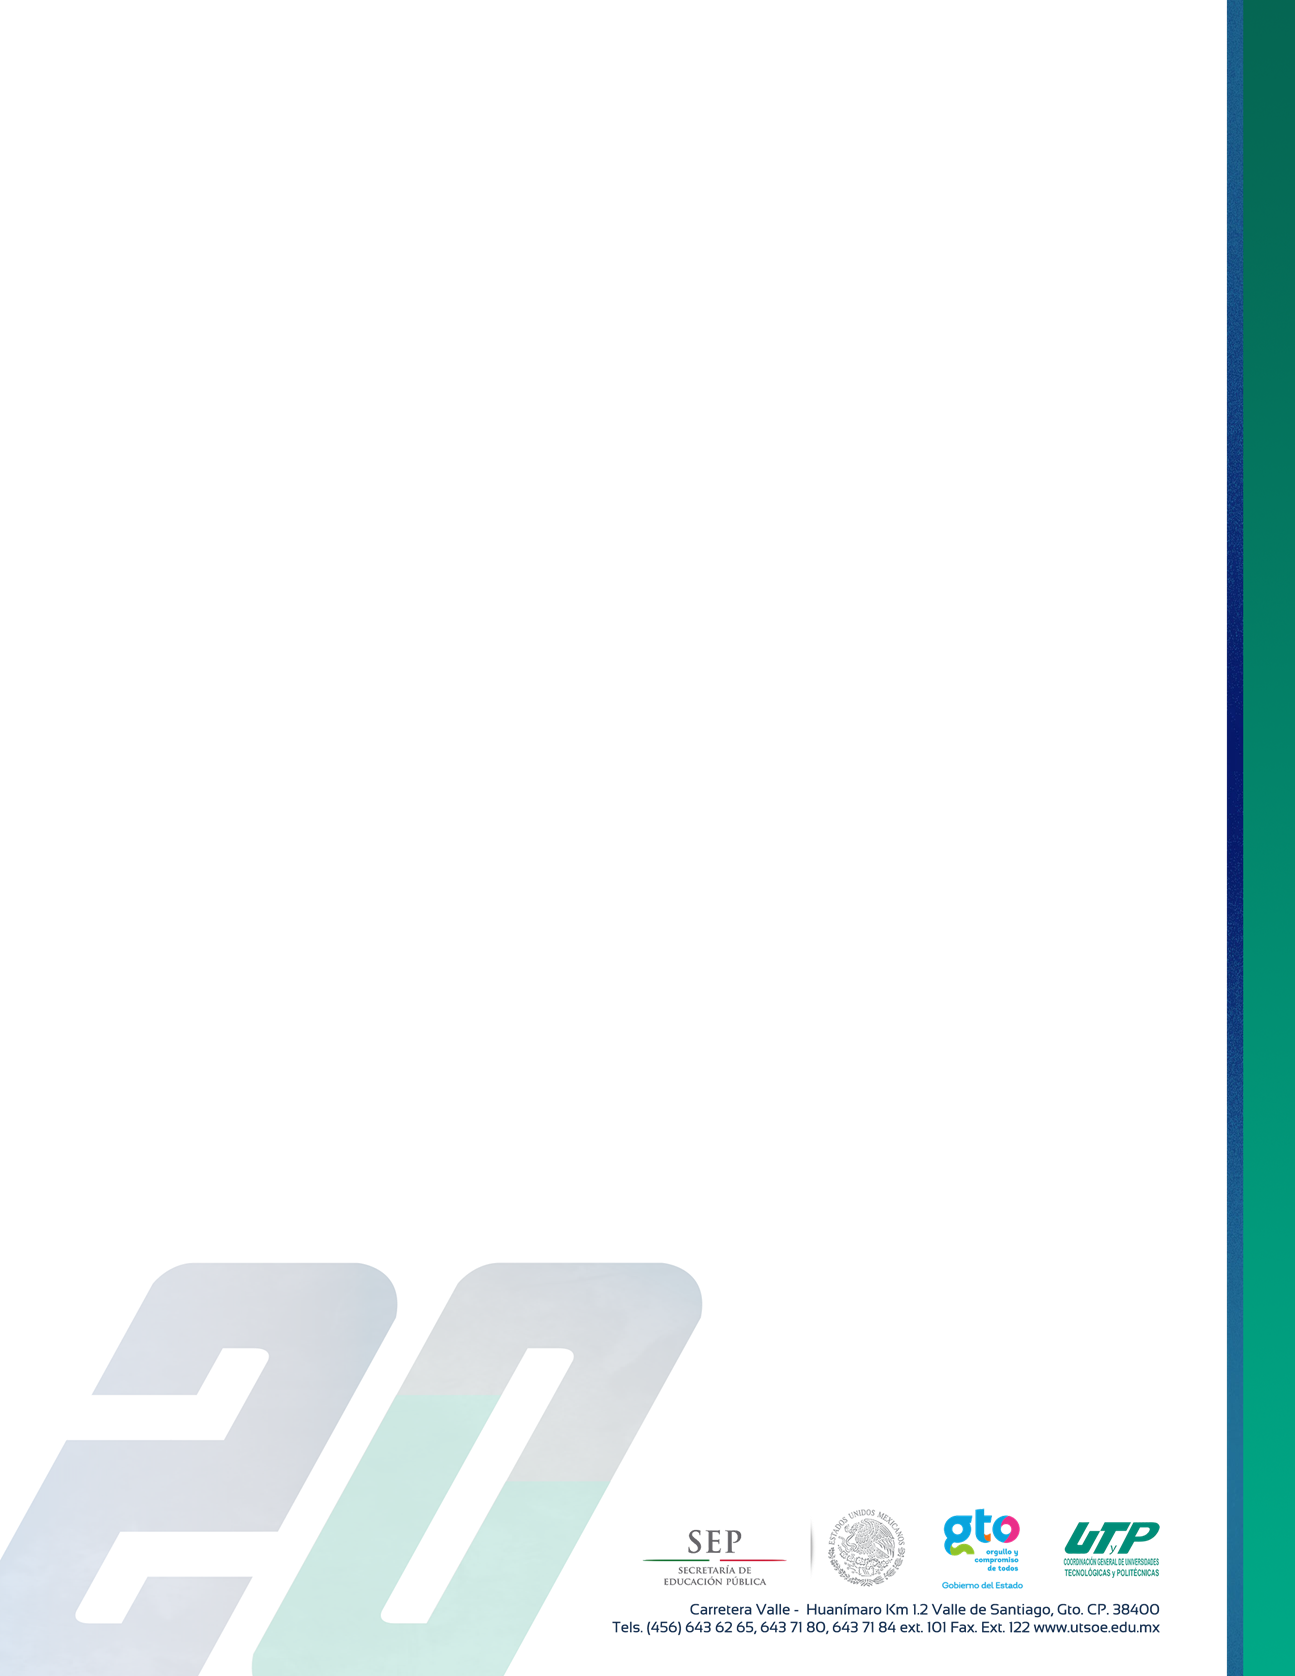 20
SEP
SECRETARÍA DE
EDUCACIÓN PÚBLICA
ESTADOS UNIDOS MEXICANOS
gto
orgullo y
compromiso
de todos
Gobierno del Estado
UTyP
COORDINACIÓN GENERAL DE UNIVERSIDADES
TECNOLÓGICAS y POLITÉCNICAS
Carretera Valle - Huanímaro Km 1.2 Valle de Santiago, Gto. CP. 38400
Tels. (456) 643 62 65, 643 71 80, 643 71 84 ext. 101 Fax. Ext. 122 www.utsoe.edu.mx